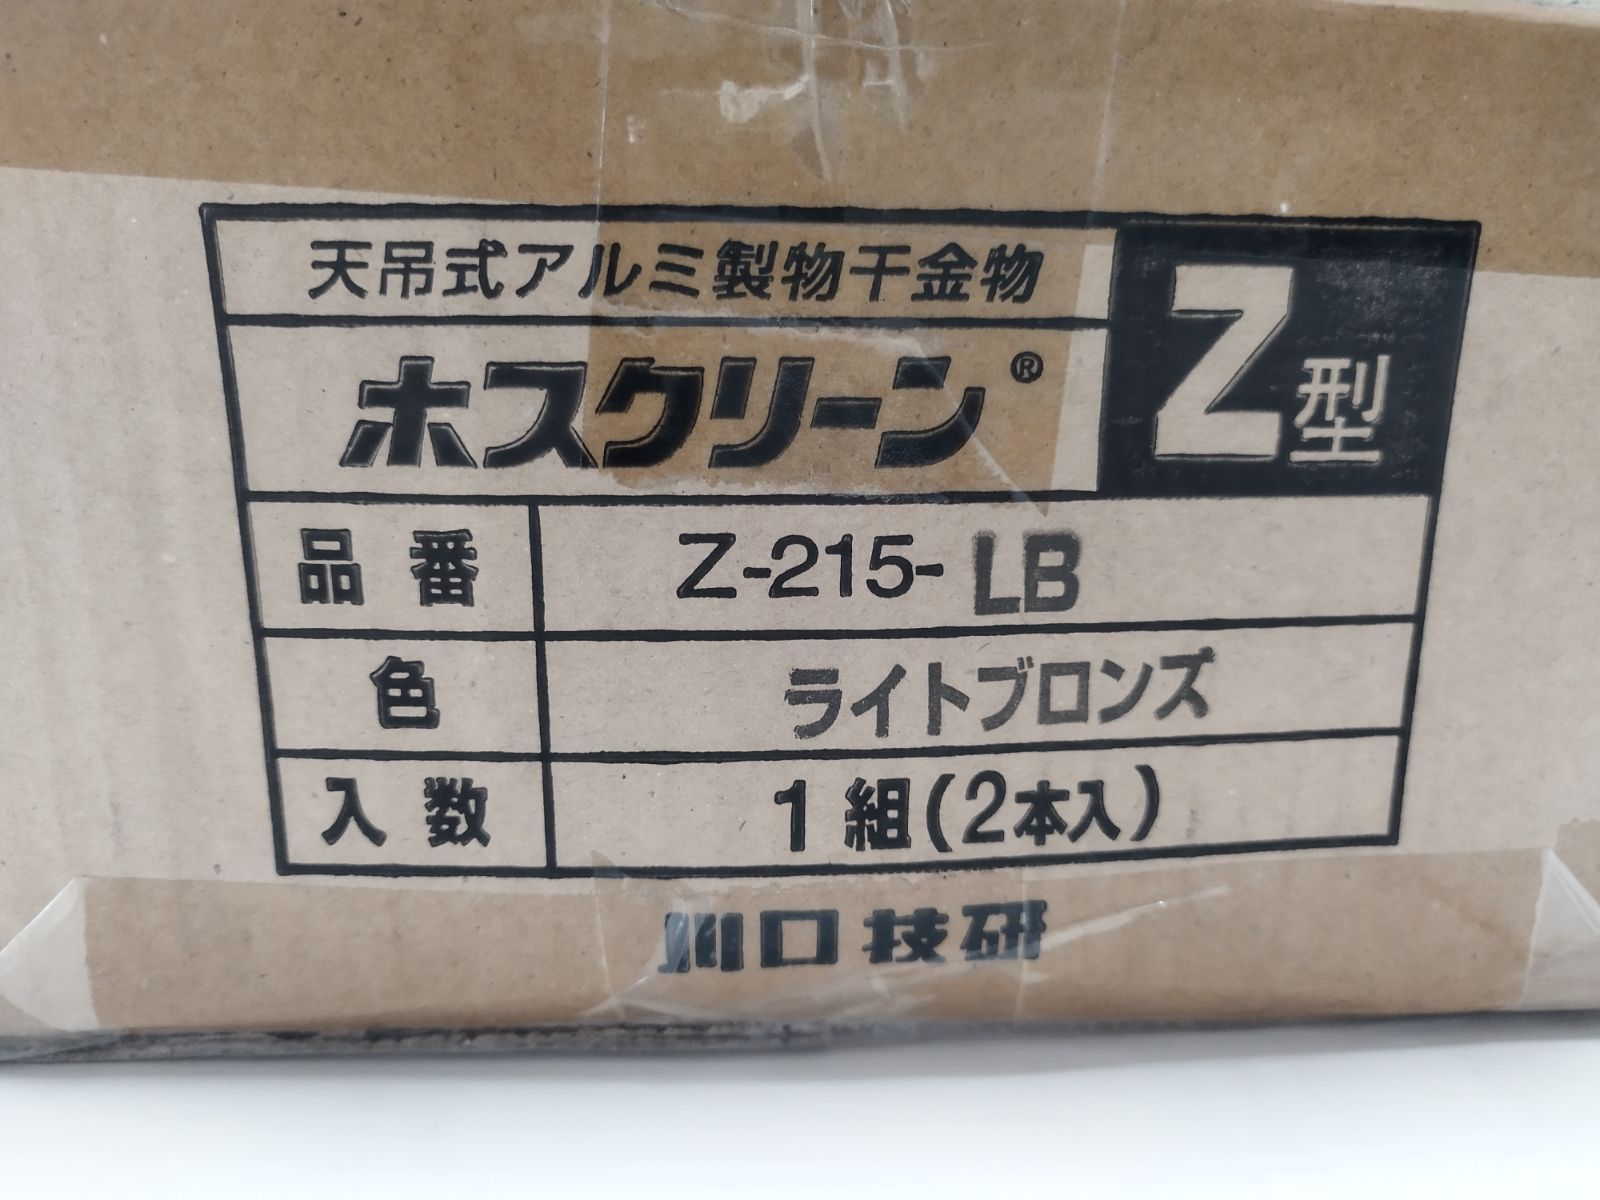 天吊式アルミ製物干金物
ホスクリーン®
Z型
品番 Z-215-LB
色 ライトブロンズ
入数 1組(2本入)
川口技研